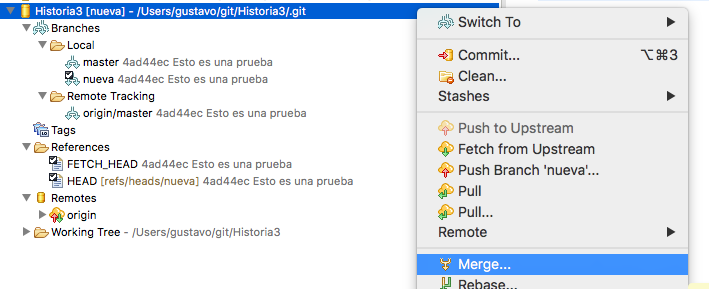 Historia3 [nueva] - /Users/gustavo/git/Historia3/.git
Branches
Local
master 4ad44ec Esto es una prueba
nueva 4ad44ec Esto es una prueba
Remote Tracking
origin/master 4ad44ec Esto es una prueba
Tags
References
FETCH_HEAD 4ad44ec Esto es una prueba
HEAD [refs/heads/nueva] 4ad44ec Esto es una prueba
Remotes
origin
Working Tree - /Users/gustavo/git/Historia3
Switch To
Commit... ⌥⌘3
Clean...
Stashes
Push to Upstream
Fetch from Upstream
Push Branch 'nueva'...
Pull
Pull...
Remote
Merge...
Rebase...